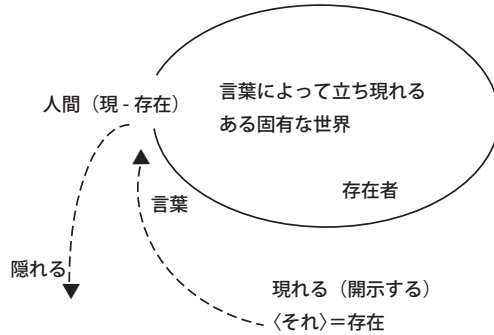 言葉によって立ち現れる
ある固有な世界
人間（現 - 存在）
存在者
言葉
隠れる
現れる（開示する）
〈それ〉＝存在